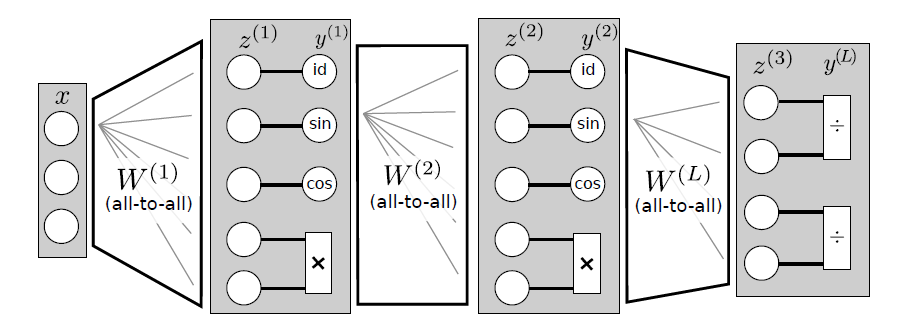 x
W^{(1)}
(all-to-all)
z^{(1)} y^{(1)}
id
sin
cos
×
W^{(2)}
(all-to-all)
z^{(2)} y^{(2)}
id
sin
cos
×
W^{(L)}
(all-to-all)
z^{(3)} y^{(L)}
÷
÷